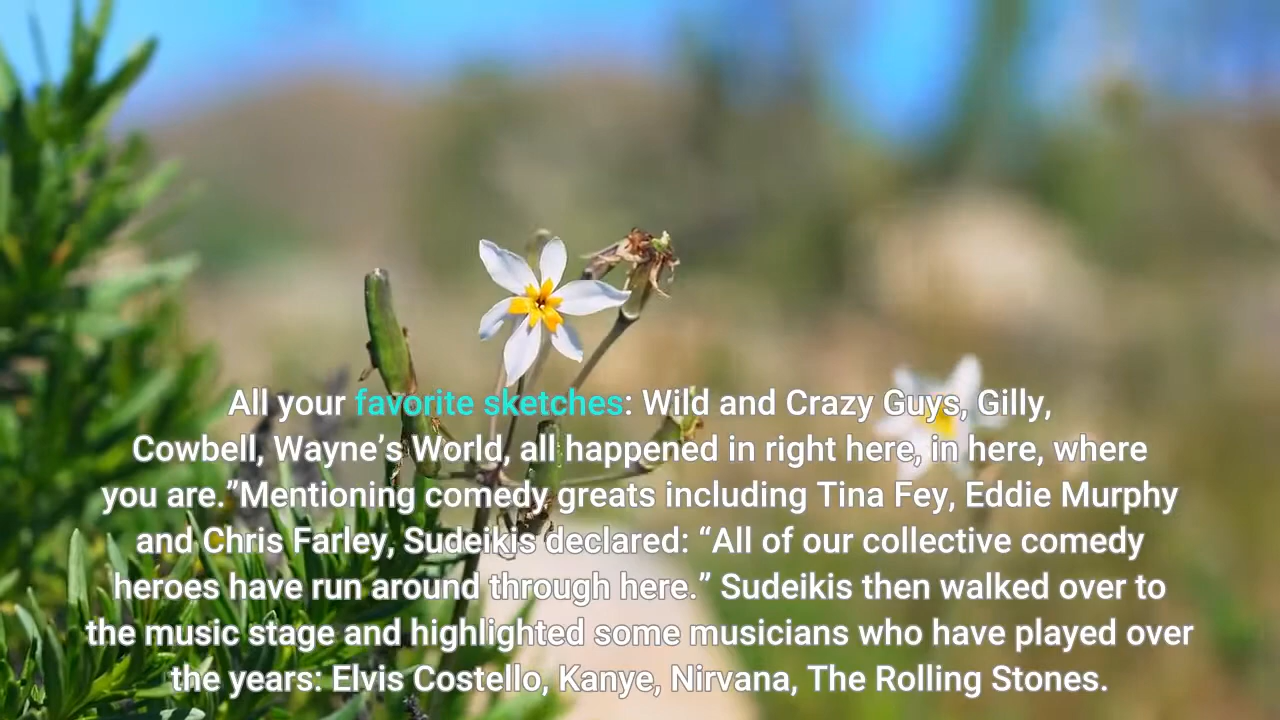 All your favorite sketches: Wild and Crazy Guys, Gilly,
Cowbell, Wayne’s World, all happened in right here, in here, where
you are.”Mentioning comedy greats including Tina Fey, Eddie Murphy
and Chris Farley, Sudeikis declared: “All of our collective comedy
heroes have run around through here.” Sudeikis then walked over to
the music stage and highlighted some musicians who have played over
the years: Elvis Costello, Kanye, Nirvana, The Rolling Stones.